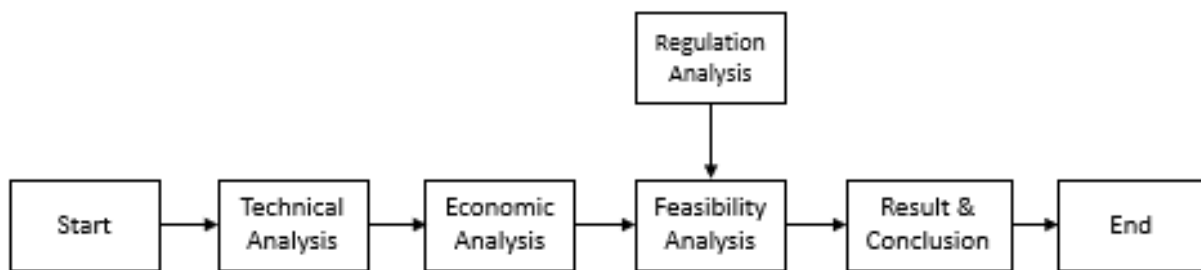 Regulation
Analysis
Start
Technical
Analysis
Economic
Analysis
Feasibility
Analysis
Result &
Conclusion
End